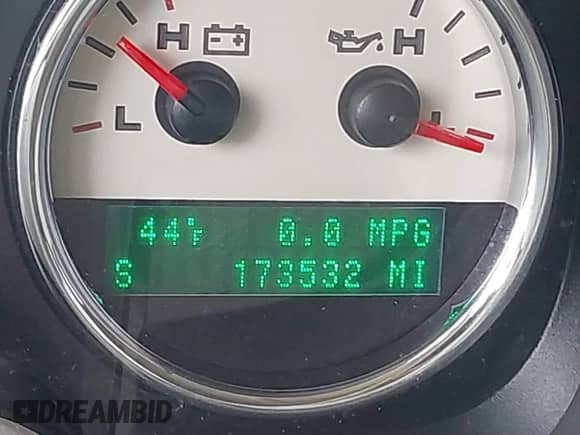 H H
L L
44°F 0.0 MPG
S 173532 MI
DREAMBID